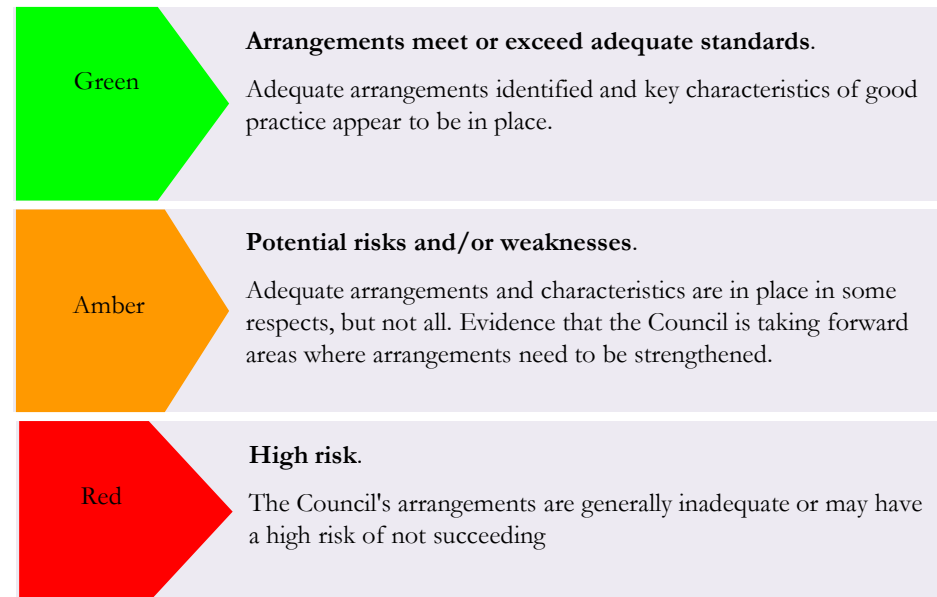 Green
Arrangements meet or exceed adequate standards.
Adequate arrangements identified and key characteristics of good
practice appear to be in place.
Amber
Potential risks and/or weaknesses.
Adequate arrangements and characteristics are in place in some
respects, but not all. Evidence that the Council is taking forward
areas where arrangements need to be strengthened.
Red
High risk.
The Council's arrangements are generally inadequate or may have
a high risk of not succeeding